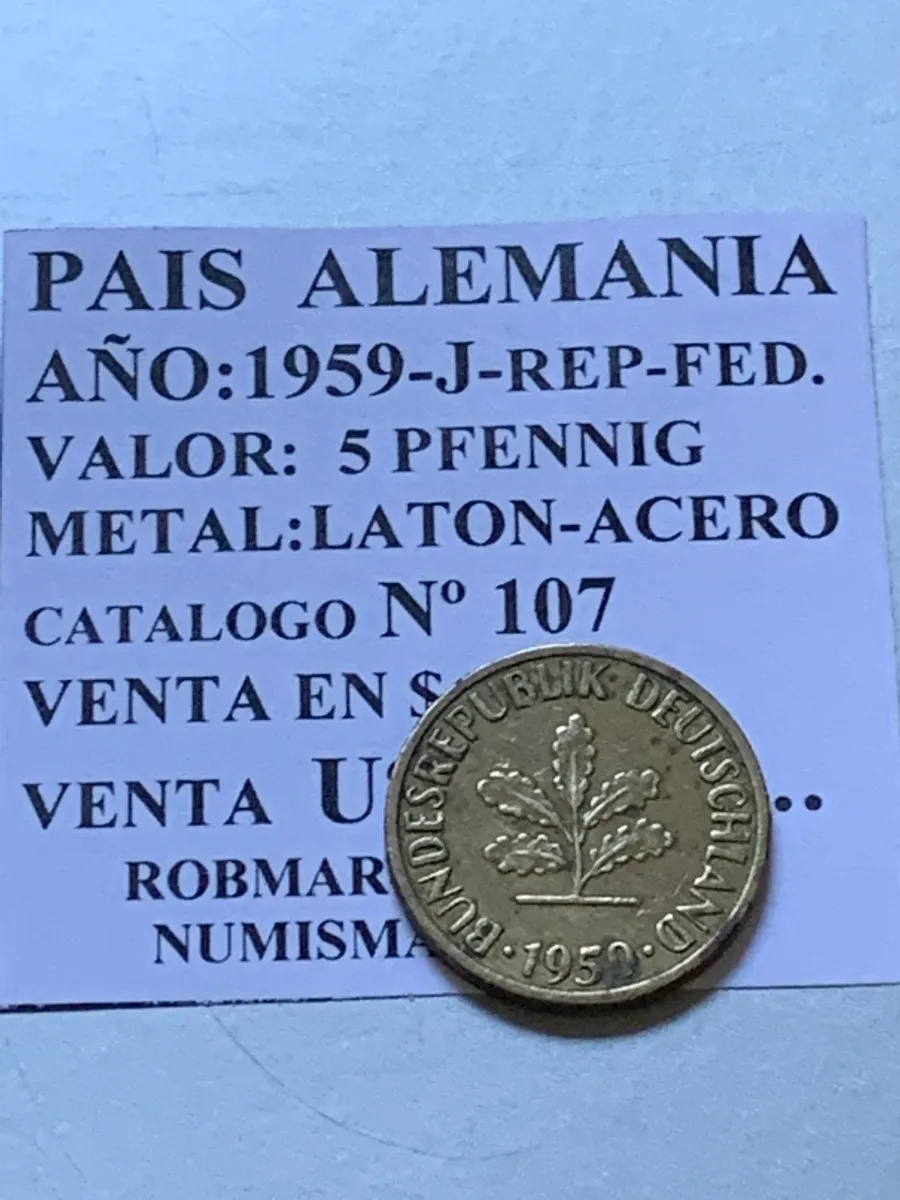 PAIS ALEMANIA
AÑO:1959-J-REP-FED.
VALOR: 5 PFENNIG
METAL:LATON-ACERO
CATALOGO Nº 107
VENTA EN $
VENTA
ROBMAR
BUNDESREPUBLIK DEUTSCHLAND